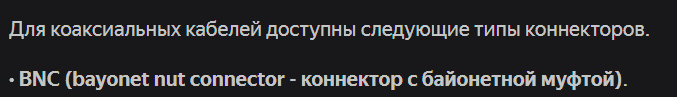 Для коаксиальных кабелей доступны следующие типы коннекторов.
• BNC (bayonet nut connector - коннектор с байонетной муфтой).